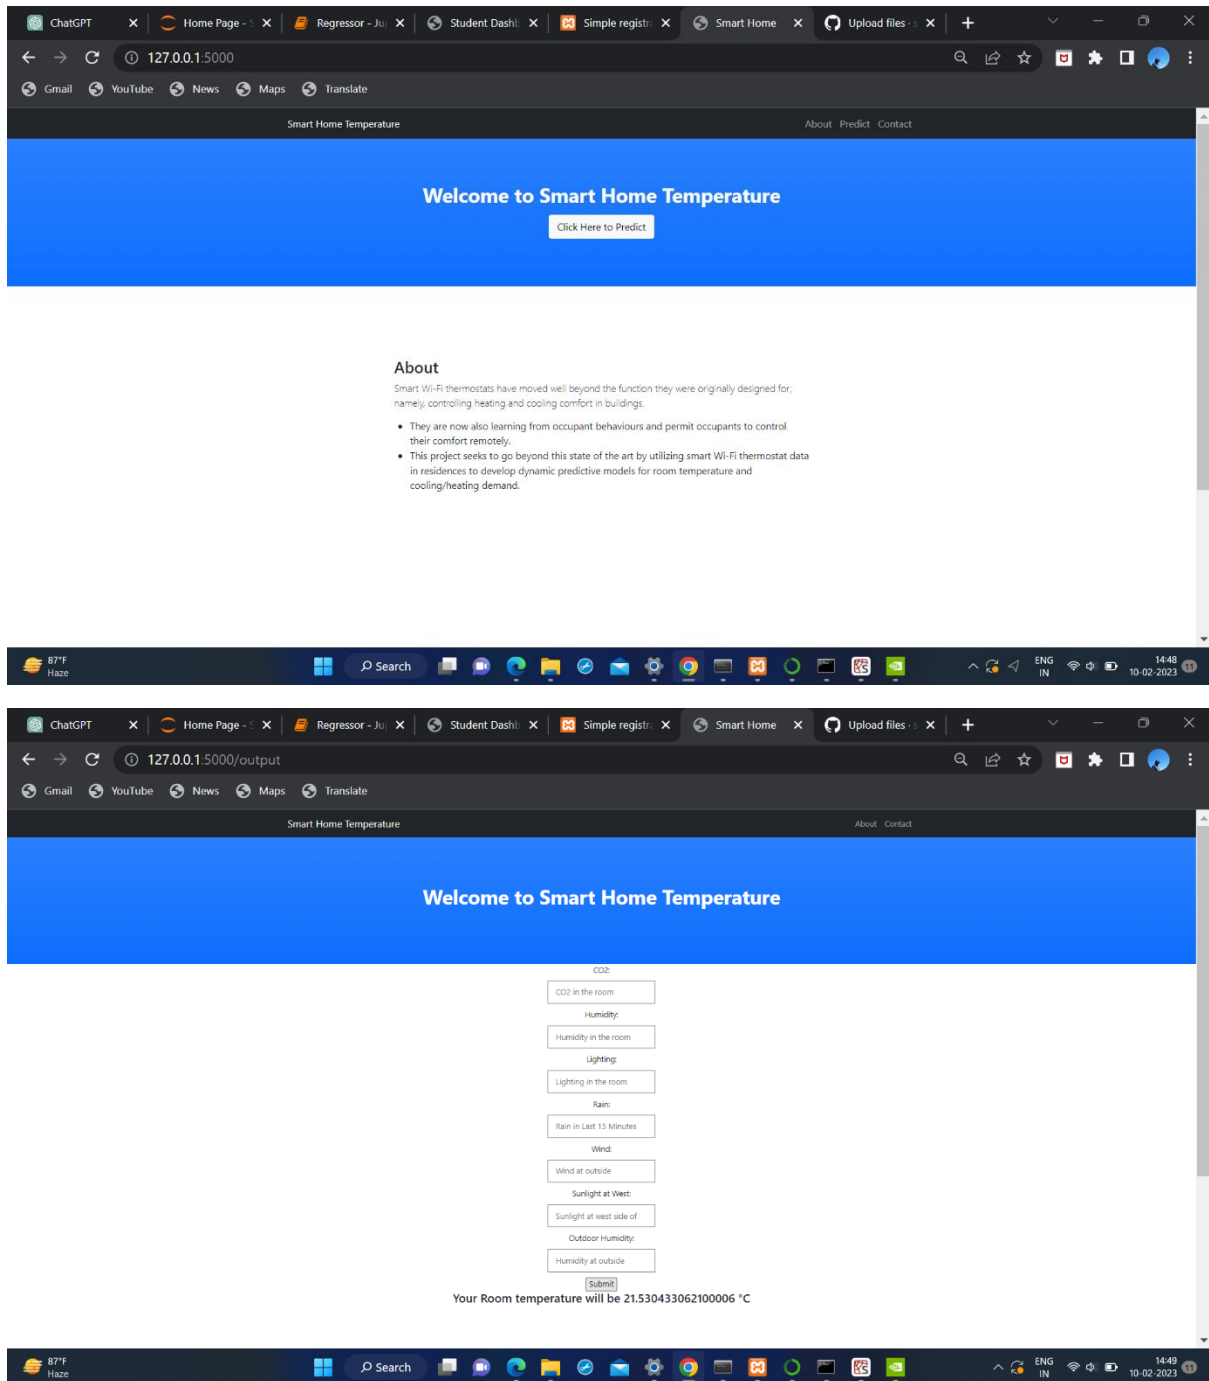 ChatGPT
Home Page - S
Regressor - Ju
Student Dashb
Simple registr
Smart Home
Upload files · s
127.0.0.1:5000
Gmail YouTube News Maps Translate
Smart Home Temperature About Predict Contact
Welcome to Smart Home Temperature
Click Here to Predict
About
Smart Wi-Fi thermostats have moved well beyond the function they were originally designed for;
namely, controlling heating and cooling comfort in buildings.
• They are now also learning from occupant behaviours and permit occupants to control
their comfort remotely.
• This project seeks to go beyond this state of the art by utilizing smart Wi-Fi thermostat data
in residences to develop dynamic predictive models for room temperature and
cooling/heating demand.
87°F
Haze
Search
ENG
IN
14:48
10-02-2023
11
ChatGPT
Home Page - S
Regressor - Ju
Student Dashb
Simple registr
Smart Home
Upload files · s
127.0.0.1:5000/output
Gmail YouTube News Maps Translate
Smart Home Temperature About Contact
Welcome to Smart Home Temperature
CO2:
CO2 in the room
Humidity:
Humidity in the room
Lighting:
Lighting in the room
Rain:
Rain in Last 15 Minutes
Wind:
Wind at outside
Sunlight at West:
Sunlight at west side of
Outdoor Humidity:
Humidity at outside
Submit
Your Room temperature will be 21.530433062100006 °C
87°F
Haze
Search
ENG
IN
14:49
10-02-2023
11